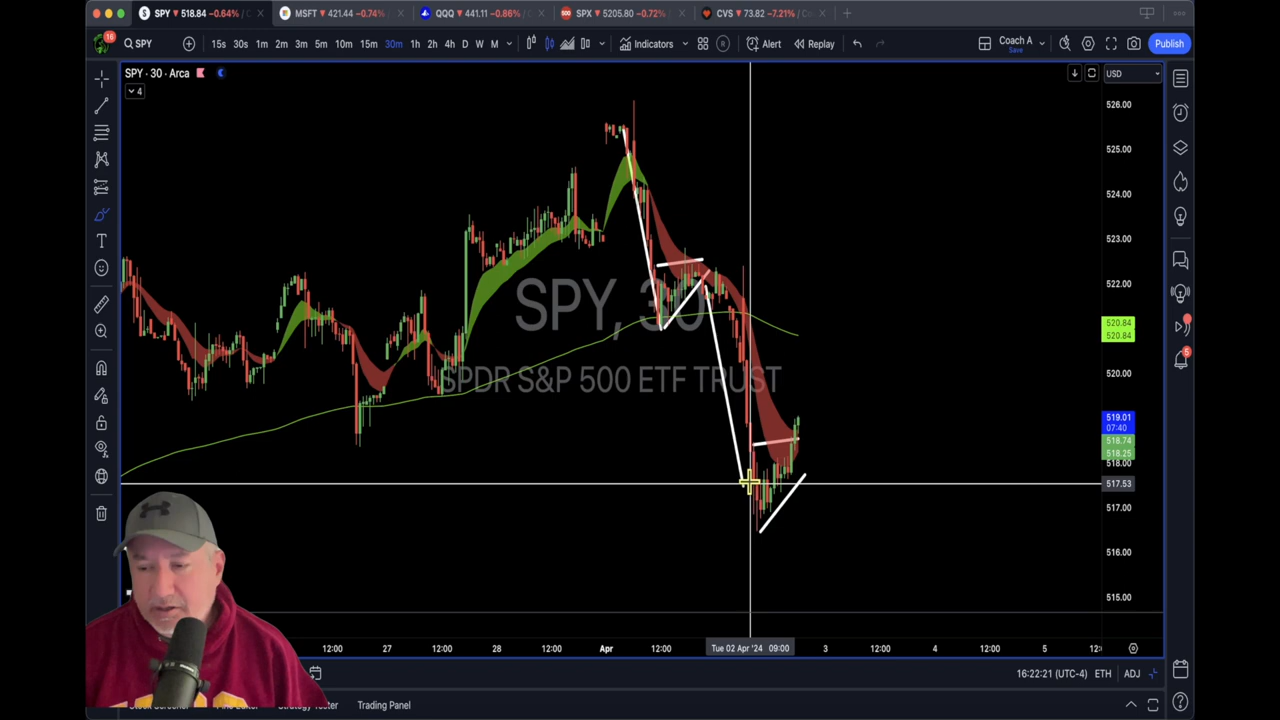 SPY 518.84 −0.64%
MSFT 421.44 −0.74%
QQQ 441.11 −0.86%
SPX 5205.80 −0.72%
CVS 73.82 −7.21%
16
SPY
15s 30s 1m 2m 3m 5m 10m 15m 30m 1h 2h 4h D W M
Indicators
Alert
Replay
Coach A
Save
Publish
SPY · 30 · Arca
4
USD
526.00
525.00
524.00
523.00
522.00
520.84
520.84
520.00
519.01
07:40
518.74
518.25
518.00
517.53
517.00
516.00
515.00
SPY, 30
SPDR S&P 500 ETF TRUST
5
12:00 27 12:00 28 12:00 Apr 12:00 Tue 02 Apr '24 09:00 3 12:00 4 12:00 5
16:22:21 (UTC-4) ETH ADJ
Trading Panel